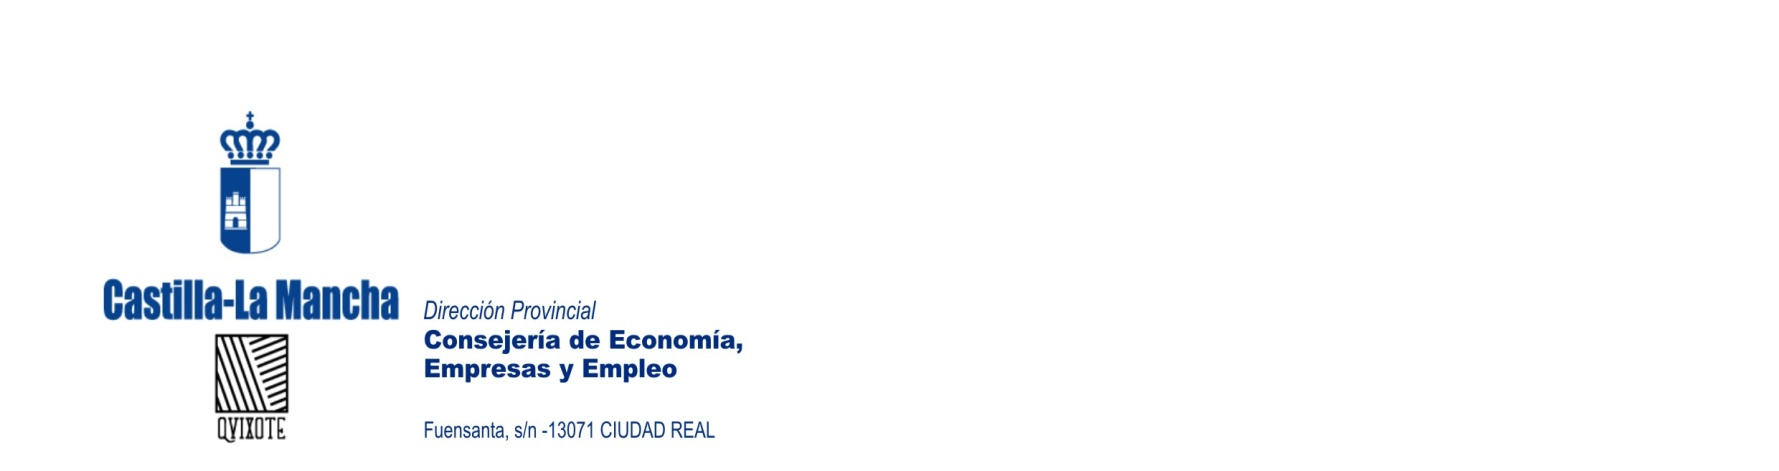 Castilla-La Mancha
Dirección Provincial
Consejería de Economía,
Empresas y Empleo
QVIXOTE
Fuensanta, s/n -13071 CIUDAD REAL